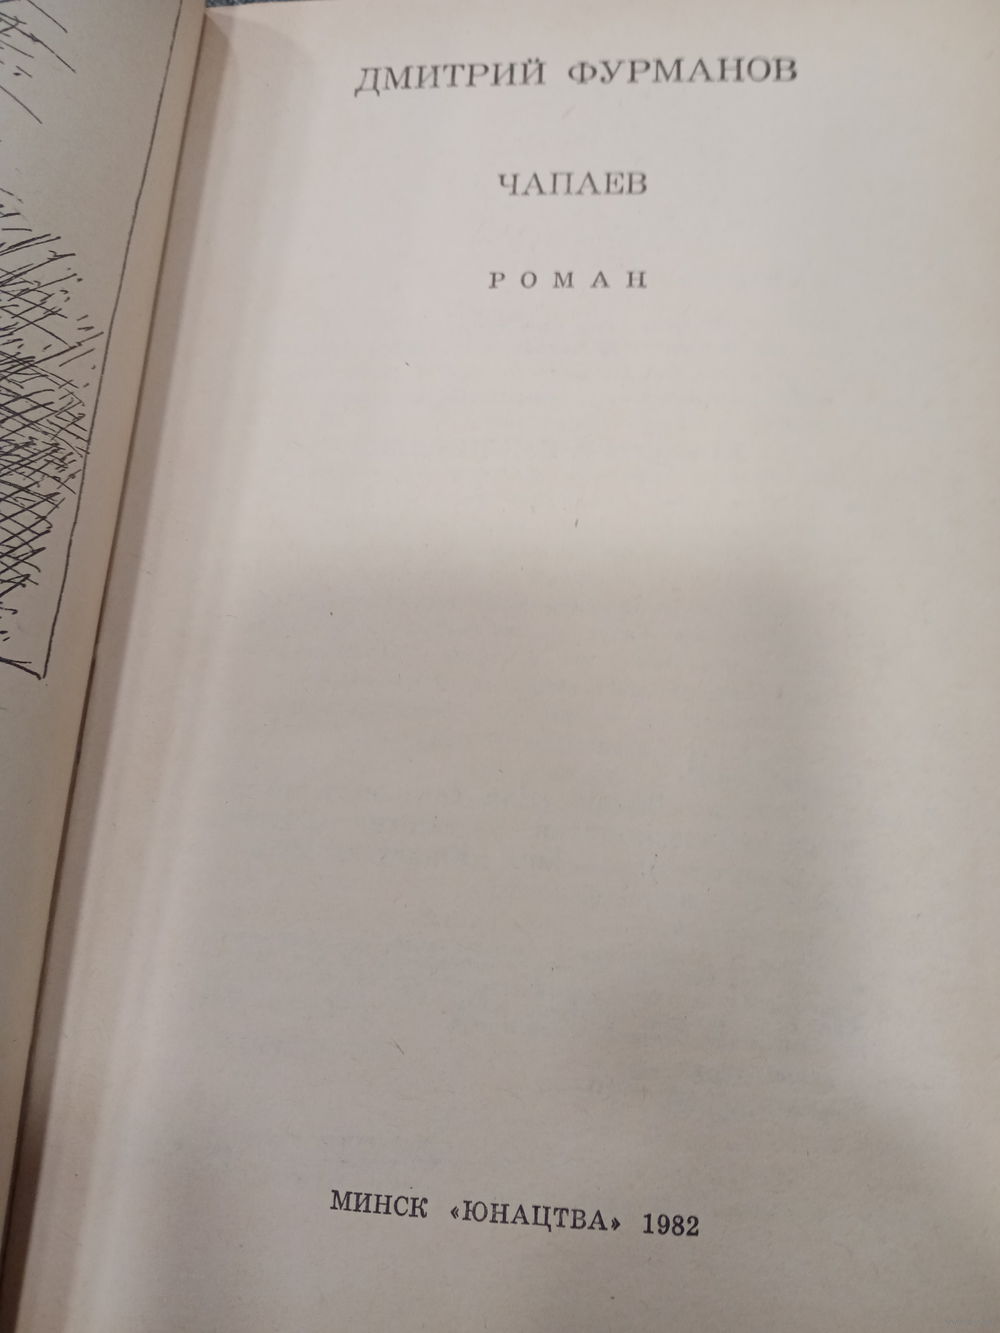 ДМИТРИЙ ФУРМАНОВ
ЧАПАЕВ
РОМАН
МИНСК «ЮНАЦТВА» 1982